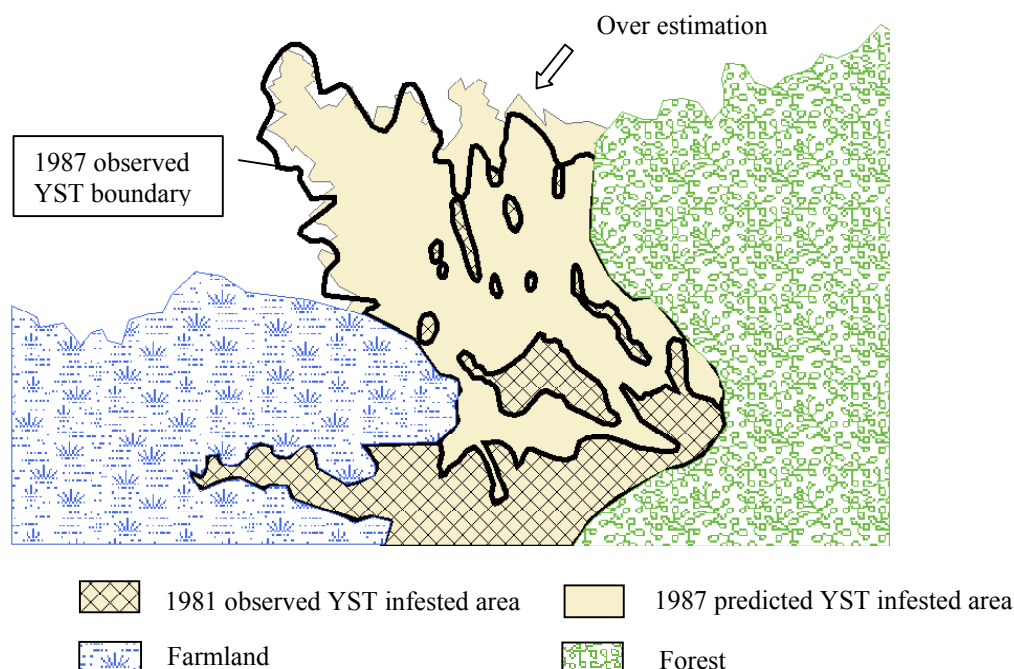 Over estimation
1987 observed
YST boundary
1981 observed YST infested area
1987 predicted YST infested area
Farmland
Forest